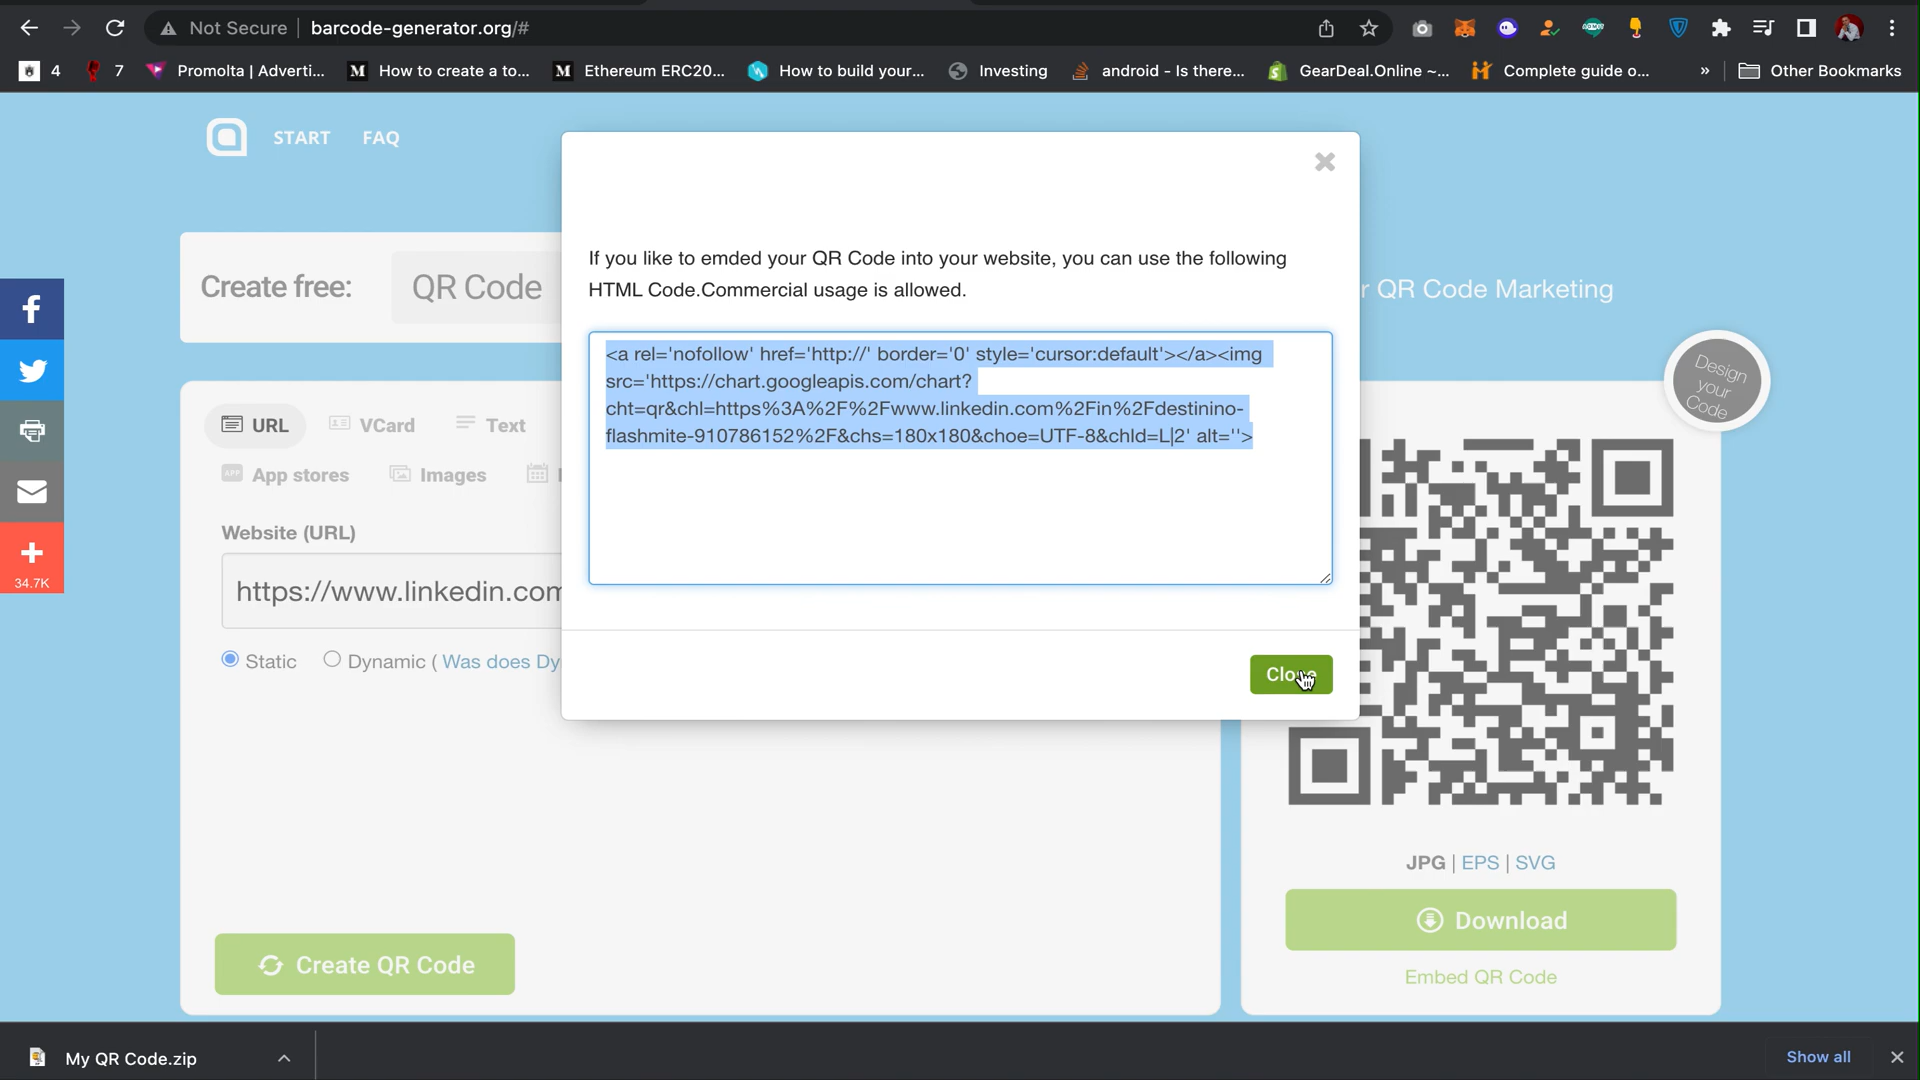 Not Secure barcode-generator.org/#
4 7 Promolta | Adverti... How to create a to... Ethereum ERC20... How to build your... Investing android - Is there... GearDeal.Online ~... Complete guide o... » Other Bookmarks
START FAQ
If you like to emded your QR Code into your website, you can use the following
HTML Code.Commercial usage is allowed.
Create free: QR Code
r QR Code Marketing
<a rel='nofollow' href='http://' border='0' style='cursor:default'></a><img
src='https://chart.googleapis.com/chart?
cht=qr&chl=https%3A%2F%2Fwww.linkedin.com%2Fin%2Fdestinino-
flashmite-910786152%2F&chs=180x180&choe=UTF-8&chld=L|2' alt=''>
Design
your
Code
URL VCard Text
APP App stores Images
Website (URL)
https://www.linkedin.com
34.7K
Static Dynamic ( Was does Dy
Close
JPG | EPS | SVG
Download
Create QR Code
Embed QR Code
My QR Code.zip
Show all